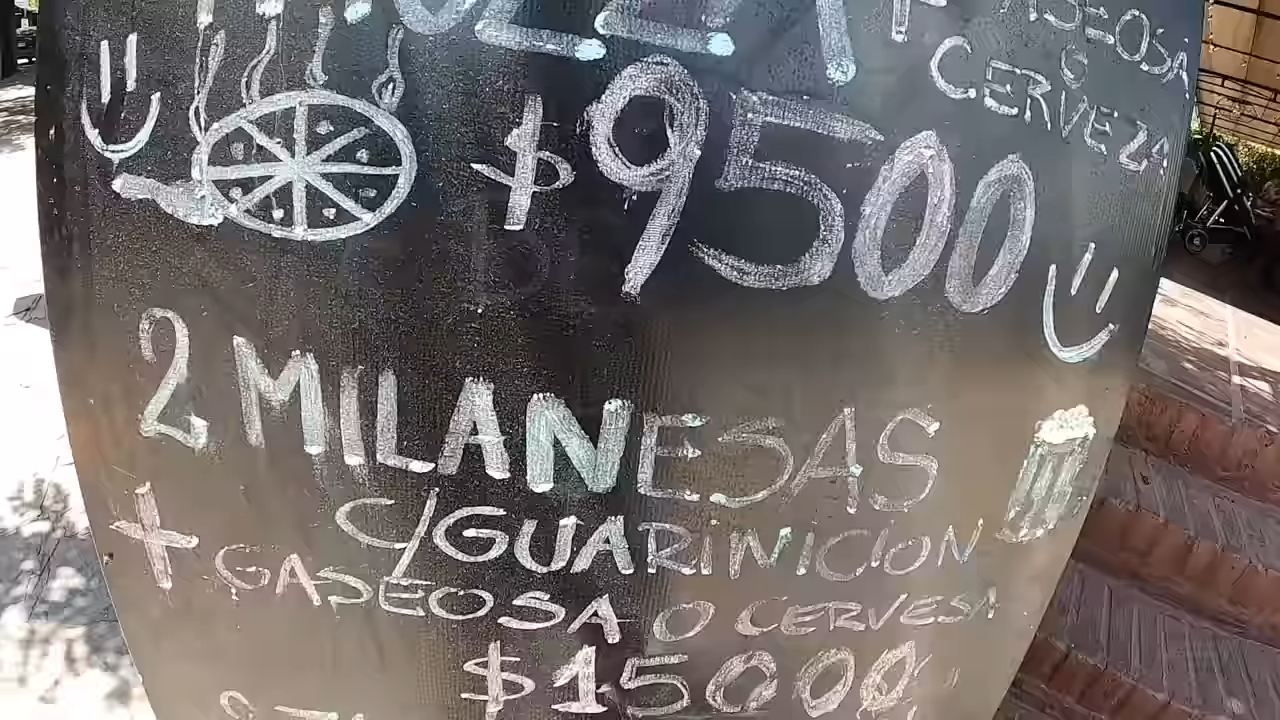 GASEOSA
O
CERVEZA
$9500
2 MILANESAS
C/GUARINICION
+ GASEOSA O CERVESA
$15000